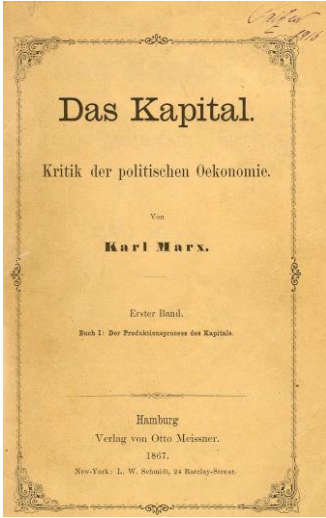 Das Kapital.
Kritik der politischen Oekonomie.
Von
Karl Marx.
Erster Band.
Buch I: Der Produktionsprocess des Kapitals.
Hamburg
Verlag von Otto Meissner.
1867.
New-York: L. W. Schmidt, 24 Barclay-Street.